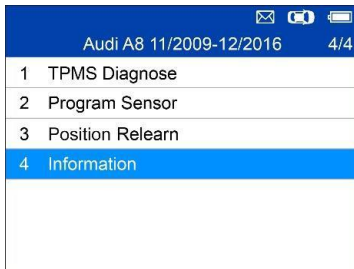 Audi A8 11/2009-12/2016 4/4
1 TPMS Diagnose
2 Program Sensor
3 Position Relearn
4 Information